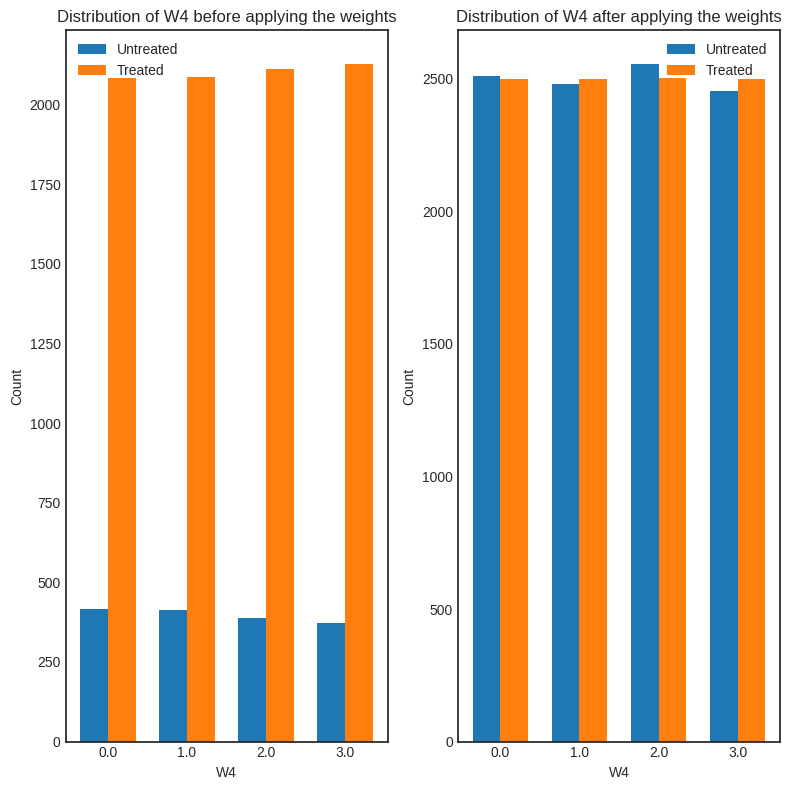 Distribution of W4 before applying the weights
Untreated
Treated
2000
1750
1500
1250
1000
750
500
250
0
Count
0.0 1.0 2.0 3.0
W4
Distribution of W4 after applying the weights
Untreated
Treated
2500
2000
1500
1000
500
0
Count
0.0 1.0 2.0 3.0
W4